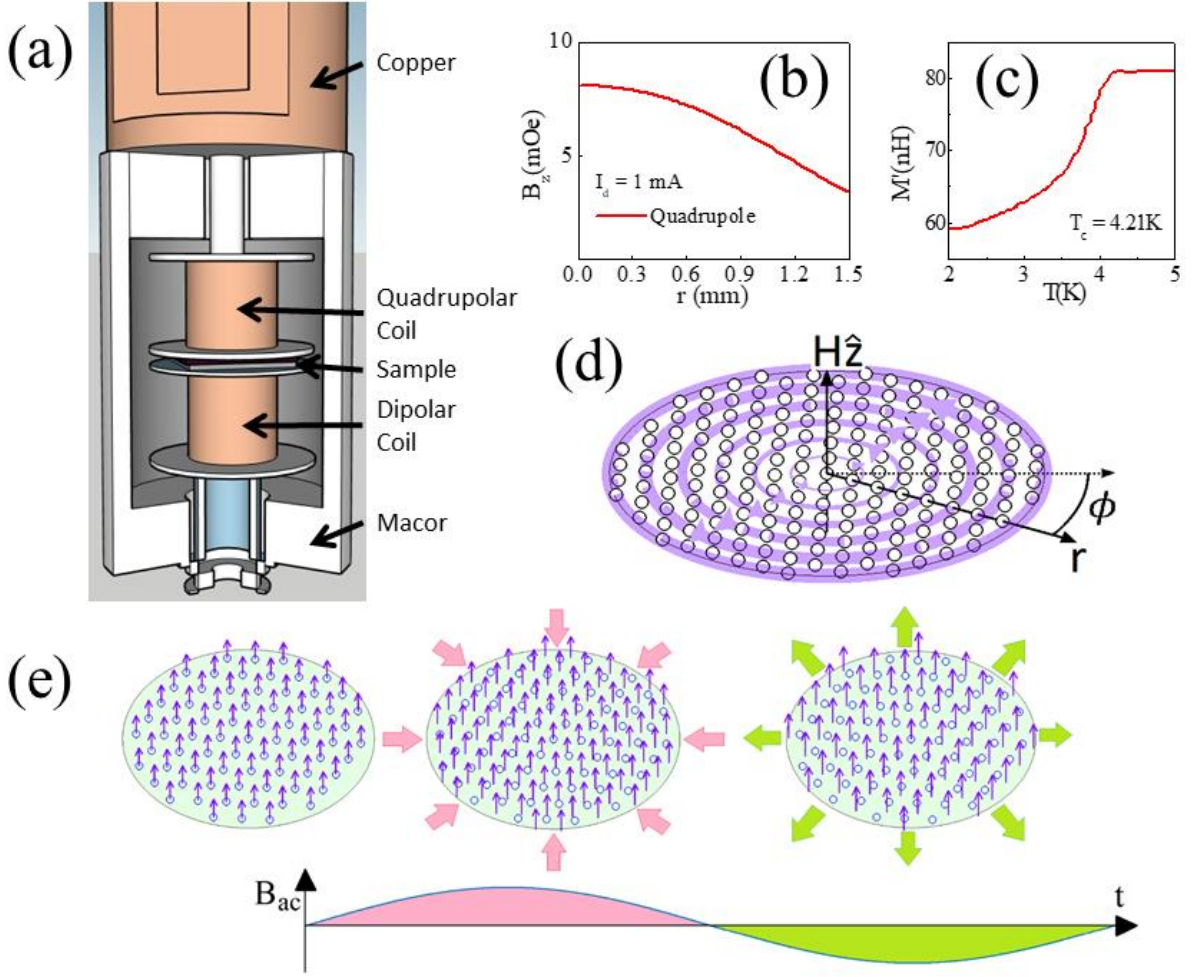 (a)
Copper
Quadrupolar
Coil
Sample
Dipolar
Coil
Macor
(b)
10
5
B_z(mOe)
I_d = 1 mA
Quadrupole
0.0 0.3 0.6 0.9 1.2 1.5
r (mm)
(c)
80
70
60
M'(nH)
T_c = 4.21K
2 3 4 5
T(K)
(d)
Hẑ
ϕ
r
(e)
B_ac
t